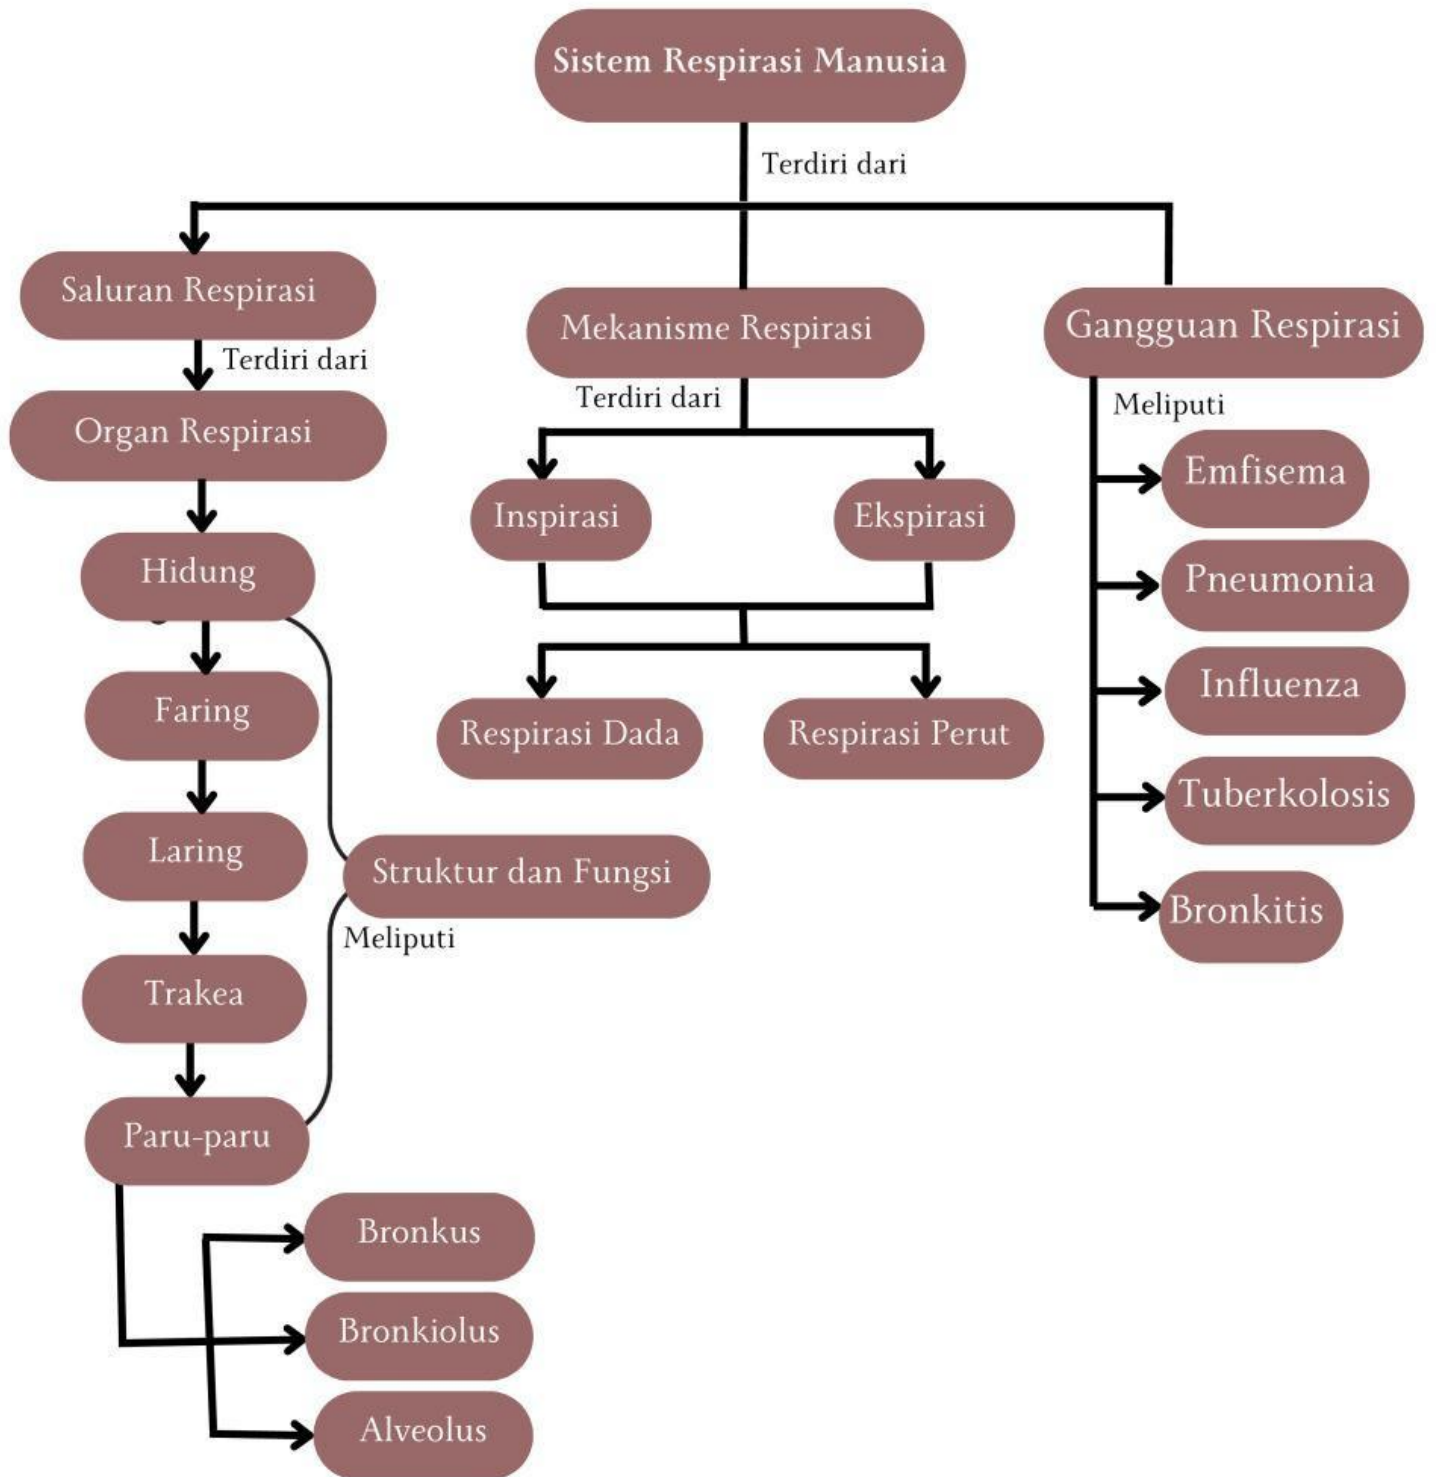 Sistem Respirasi Manusia
Terdiri dari
Saluran Respirasi
Terdiri dari
Organ Respirasi
Hidung
Faring
Laring
Trakea
Paru-paru
Struktur dan Fungsi
Meliputi
Bronkus
Bronkiolus
Alveolus
Mekanisme Respirasi
Terdiri dari
Inspirasi
Ekspirasi
Respirasi Dada
Respirasi Perut
Gangguan Respirasi
Meliputi
Emfisema
Pneumonia
Influenza
Tuberkolosis
Bronkitis